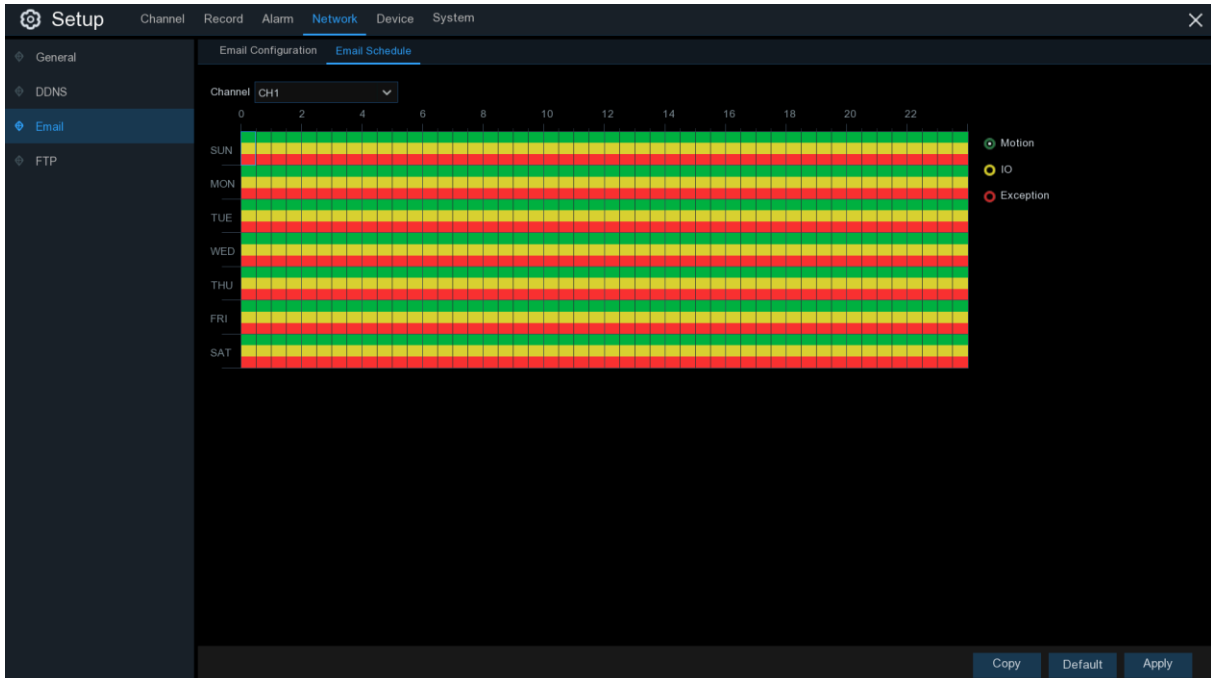 Setup Channel Record Alarm Network Device System
General
DDNS
Email
FTP
Email Configuration Email Schedule
Channel CH1
0 2 4 6 8 10 12 14 16 18 20 22
SUN
MON
TUE
WED
THU
FRI
SAT
Motion
IO
Exception
Copy Default Apply